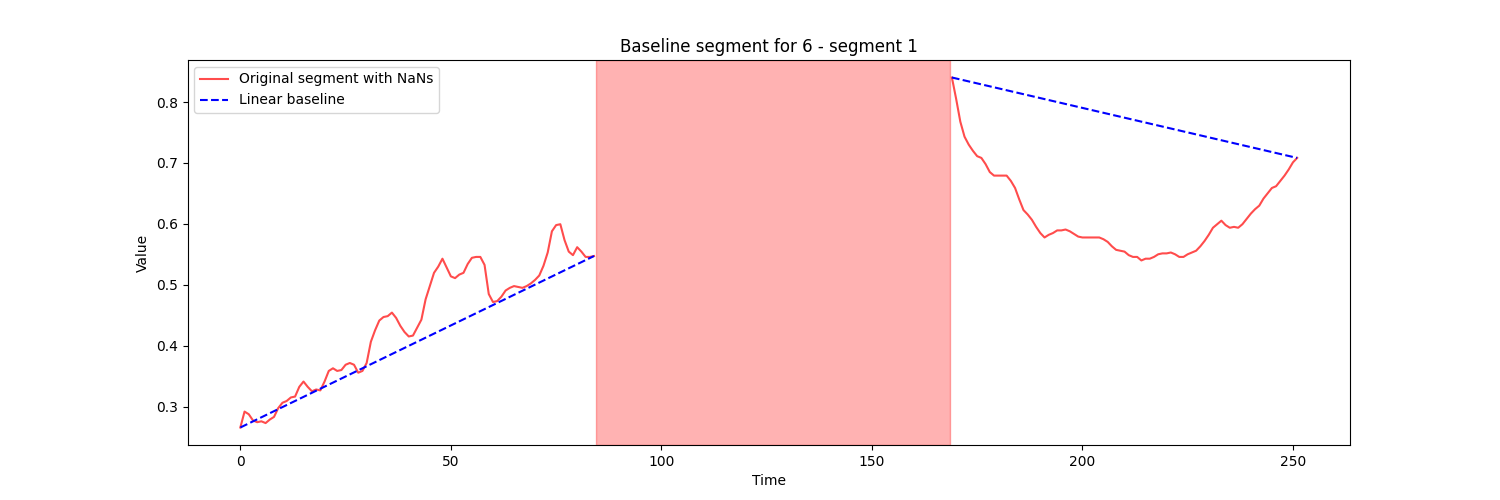 Baseline segment for 6 - segment 1
Original segment with NaNs
Linear baseline
Value
0.8
0.7
0.6
0.5
0.4
0.3
0
50
100
150
200
250
Time